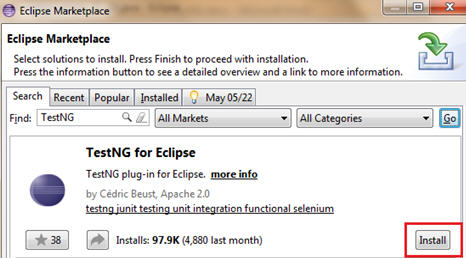 Eclipse Marketplace
Eclipse Marketplace
Select solutions to install. Press Finish to proceed with installation.
Press the information button to see a detailed overview and a link to more information.
Search Recent Popular Installed May 05/22
Find: TestNG All Markets All Categories Go
TestNG for Eclipse
TestNG plug-in for Eclipse. more info
by Cédric Beust, Apache 2.0
testng junit testing unit integration functional selenium
38 Installs: 97.9K (4,880 last month) Install